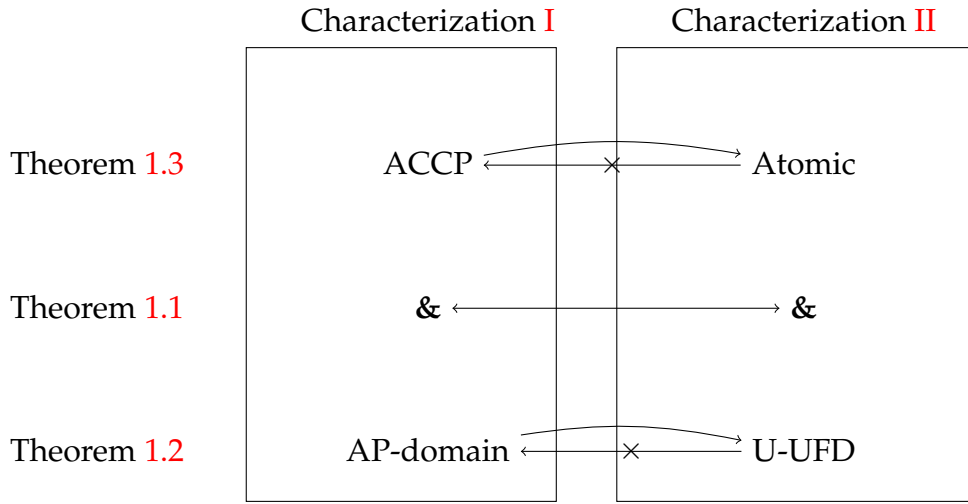 Characterization I Characterization II
Theorem 1.3 ACCP Atomic
Theorem 1.1 & &
Theorem 1.2 AP-domain U-UFD